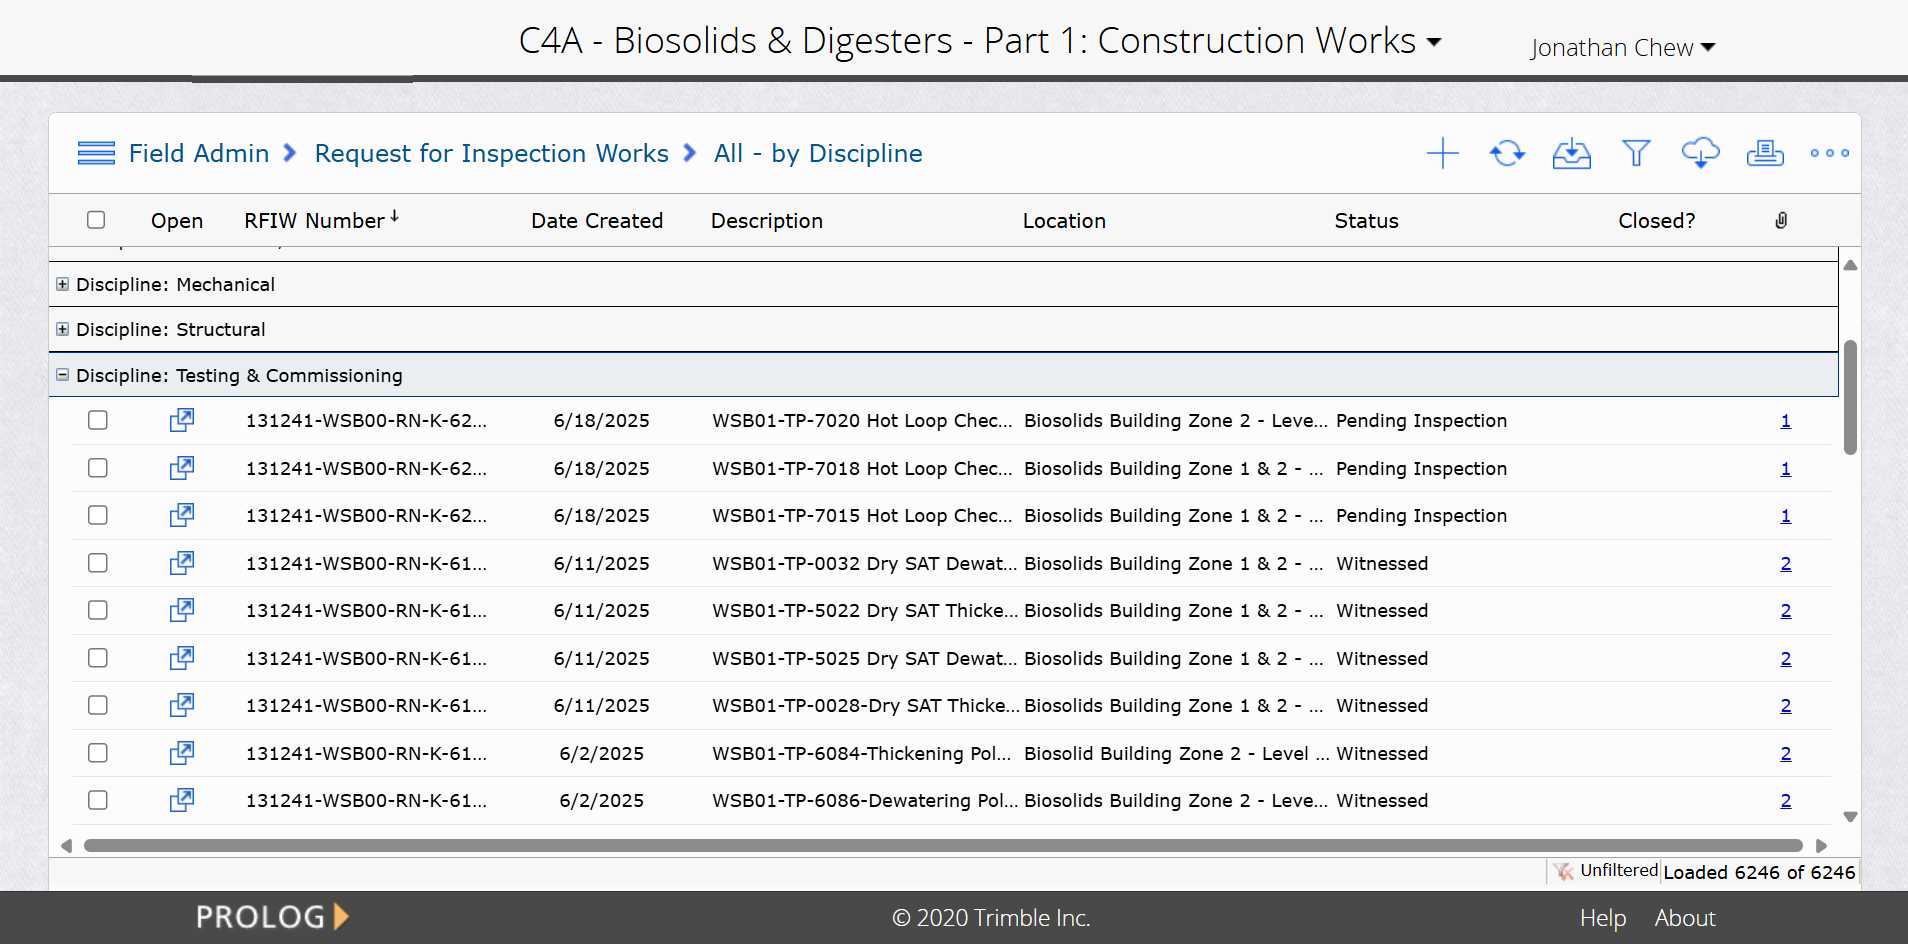 C4A - Biosolids & Digesters - Part 1: Construction Works
Jonathan Chew
Field Admin Request for Inspection Works All - by Discipline
Open RFIW Number Date Created Description Location Status Closed?
Discipline: Mechanical
Discipline: Structural
Discipline: Testing & Commissioning
131241-WSB00-RN-K-62... 6/18/2025 WSB01-TP-7020 Hot Loop Chec... Biosolids Building Zone 2 - Leve... Pending Inspection 1
131241-WSB00-RN-K-62... 6/18/2025 WSB01-TP-7018 Hot Loop Chec... Biosolids Building Zone 1 & 2 - ... Pending Inspection 1
131241-WSB00-RN-K-62... 6/18/2025 WSB01-TP-7015 Hot Loop Chec... Biosolids Building Zone 1 & 2 - ... Pending Inspection 1
131241-WSB00-RN-K-61... 6/11/2025 WSB01-TP-0032 Dry SAT Dewat... Biosolids Building Zone 1 & 2 - ... Witnessed 2
131241-WSB00-RN-K-61... 6/11/2025 WSB01-TP-5022 Dry SAT Thicke... Biosolids Building Zone 1 & 2 - ... Witnessed 2
131241-WSB00-RN-K-61... 6/11/2025 WSB01-TP-5025 Dry SAT Dewat... Biosolids Building Zone 1 & 2 - ... Witnessed 2
131241-WSB00-RN-K-61... 6/11/2025 WSB01-TP-0028-Dry SAT Thicke... Biosolids Building Zone 1 & 2 - ... Witnessed 2
131241-WSB00-RN-K-61... 6/2/2025 WSB01-TP-6084-Thickening Pol... Biosolid Building Zone 2 - Level ... Witnessed 2
131241-WSB00-RN-K-61... 6/2/2025 WSB01-TP-6086-Dewatering Pol... Biosolids Building Zone 2 - Leve... Witnessed 2
Unfiltered Loaded 6246 of 6246
PROLOG © 2020 Trimble Inc. Help About